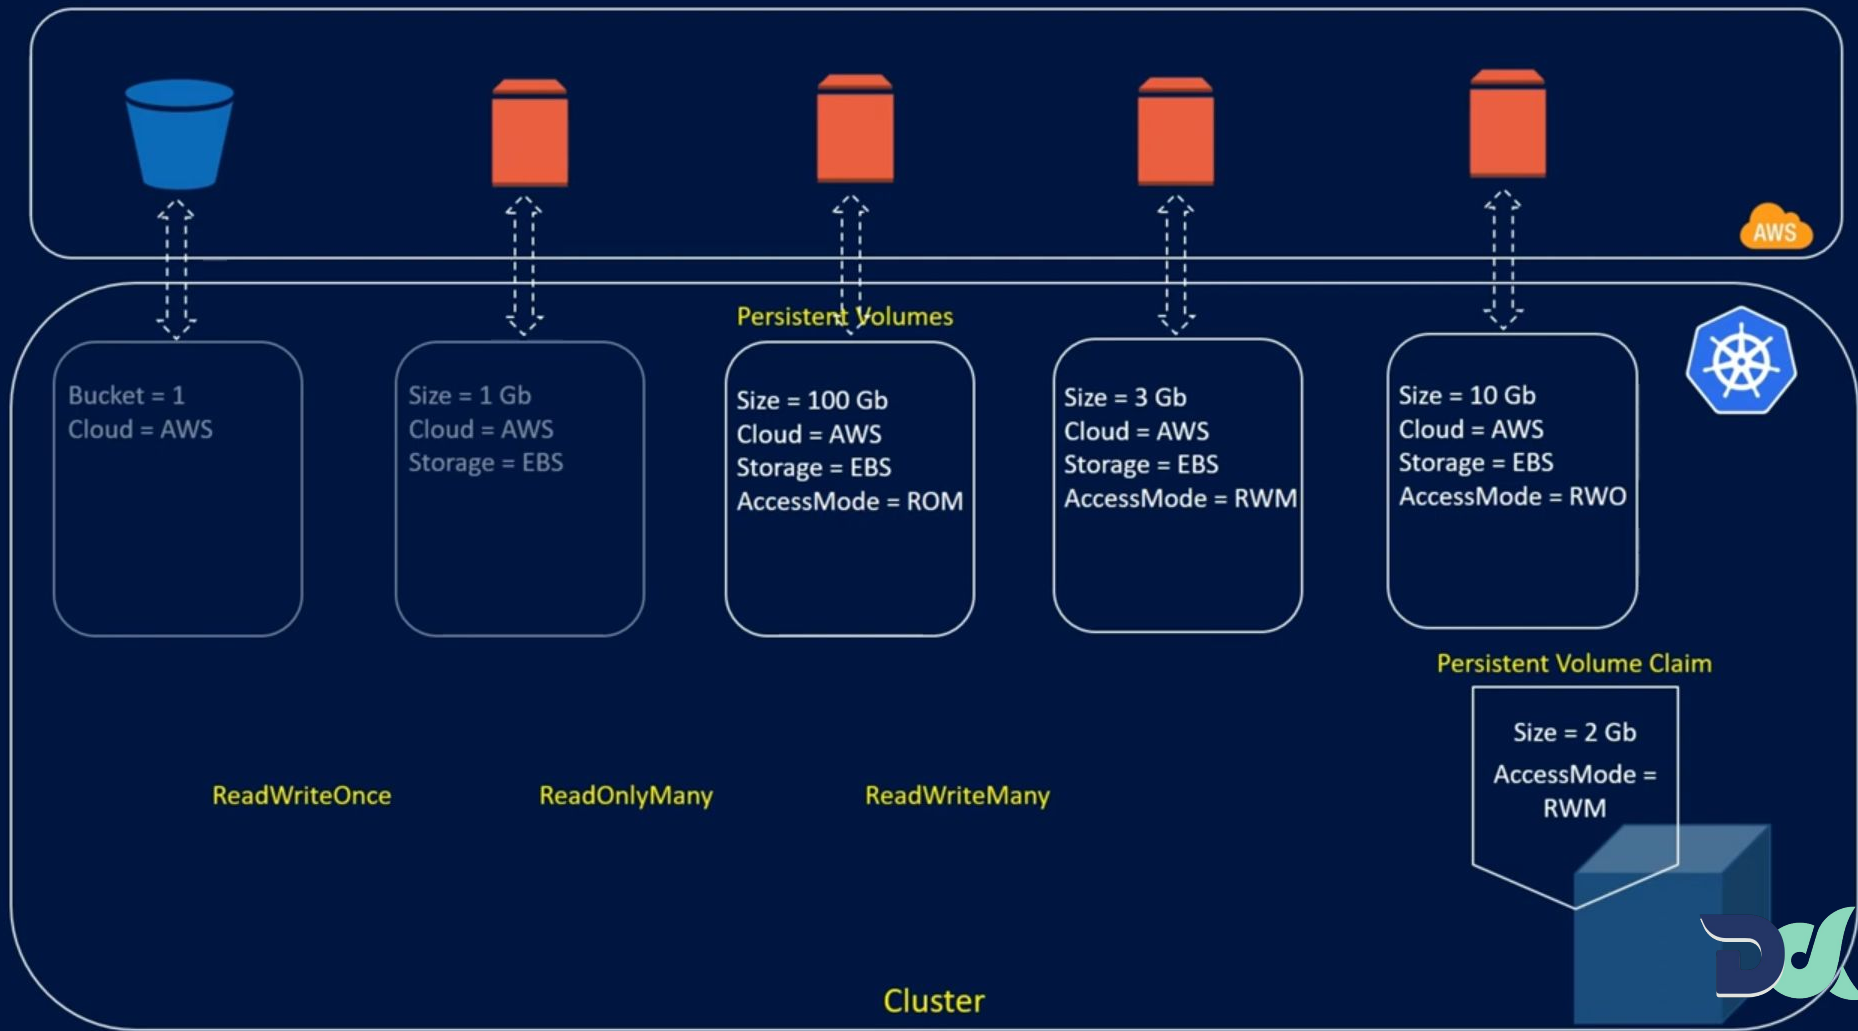 AWS
Persistent Volumes
Bucket = 1
Cloud = AWS
Size = 1 Gb
Cloud = AWS
Storage = EBS
Size = 100 Gb
Cloud = AWS
Storage = EBS
AccessMode = ROM
Size = 3 Gb
Cloud = AWS
Storage = EBS
AccessMode = RWM
Size = 10 Gb
Cloud = AWS
Storage = EBS
AccessMode = RWO
Persistent Volume Claim
Size = 2 Gb
AccessMode =
RWM
ReadWriteOnce
ReadOnlyMany
ReadWriteMany
Cluster